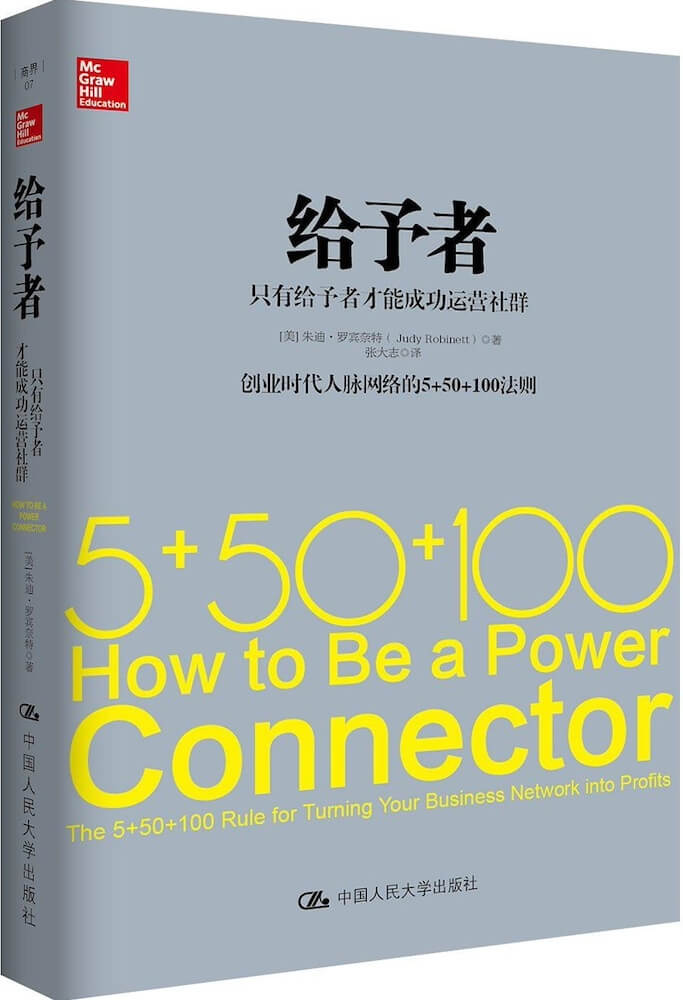 商界
07
Mc
Graw
Hill
Education
给予者
只有给予者
才能成功运营社群
HOW TO BE A
POWER
CONNECTOR
[美]朱迪·罗宾奈特◎著
中国人民大学出版社
Mc
Graw
Hill
Education
给予者
只有给予者才能成功运营社群
[美] 朱迪·罗宾奈特（ Judy Robinett ）◎著
张大志◎译
创业时代人脉网络的5+50+100法则
5+50+100
How to Be a Power
Connector
The 5+50+100 Rule for Turning Your Business Network into Profits
中国人民大学出版社